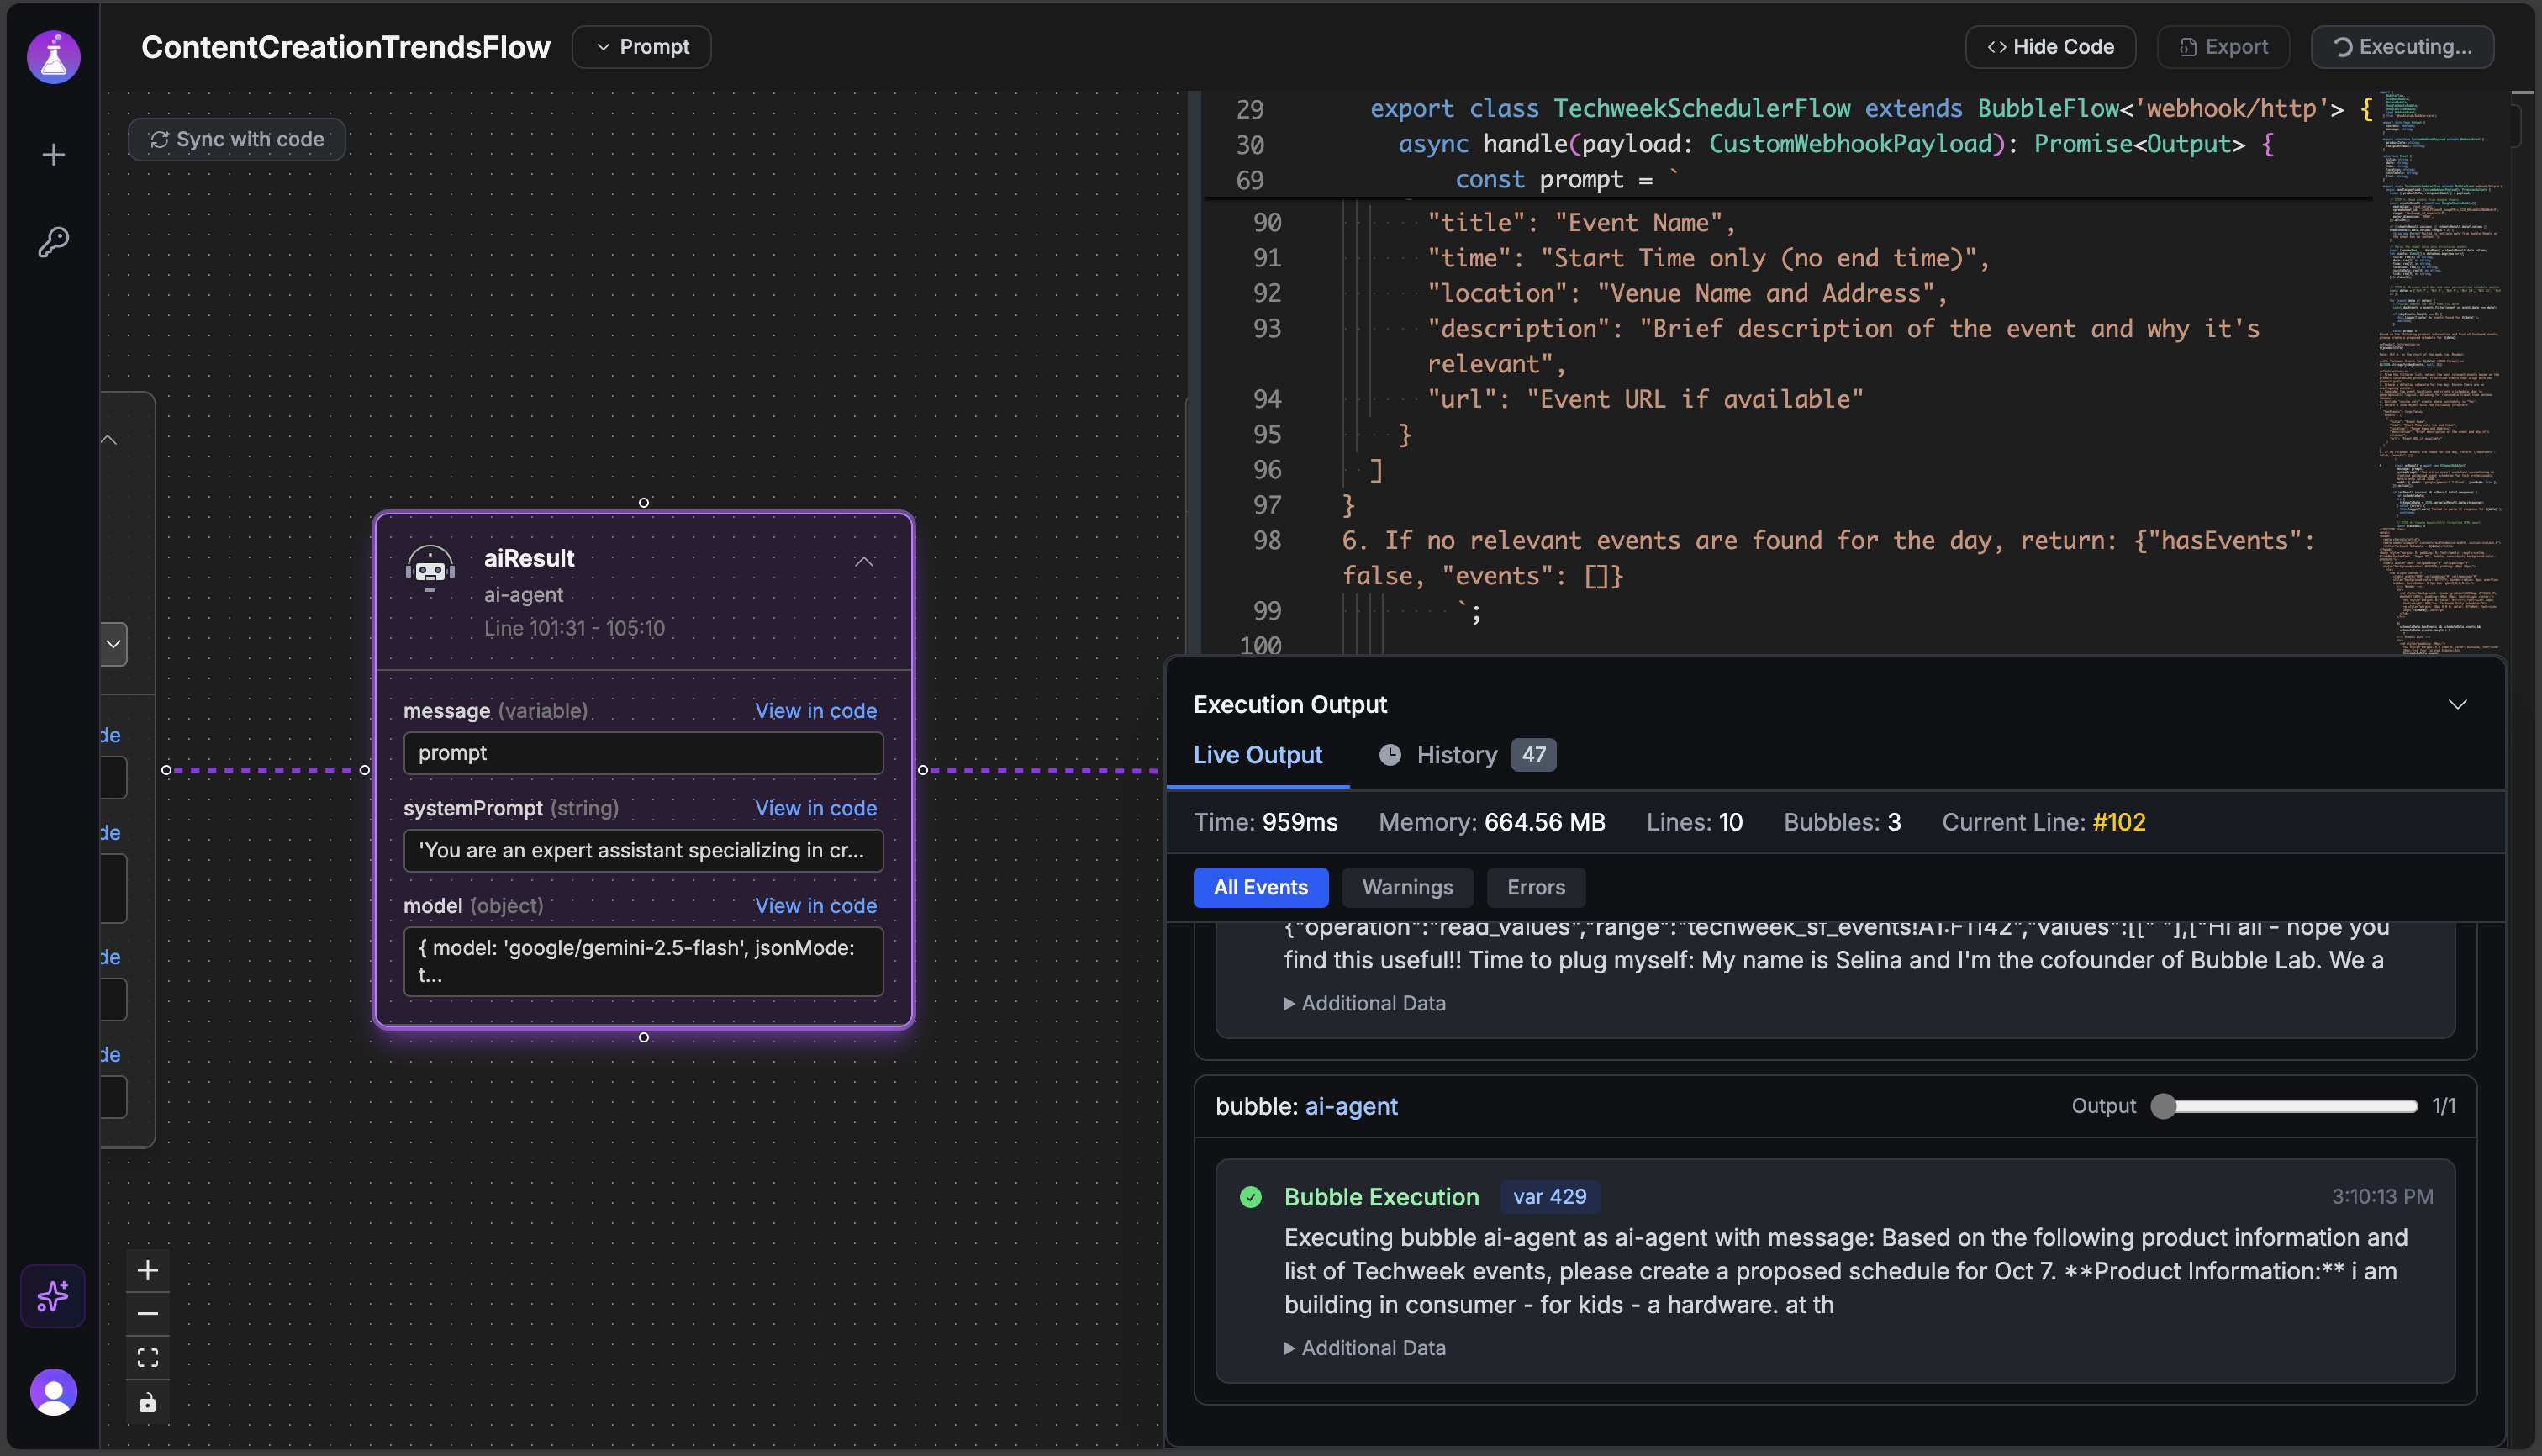 ContentCreationTrendsFlow
Prompt
Hide Code
Export
Executing...
Sync with code
de
de
de
de
aiResult
ai-agent
Line 101:31 - 105:10
message (variable)
View in code
prompt
systemPrompt (string)
View in code
'You are an expert assistant specializing in cr...
model (object)
View in code
{ model: 'google/gemini-2.5-flash', jsonMode:
t...
29 export class TechweekSchedulerFlow extends BubbleFlow<'webhook/http'> {
30 async handle(payload: CustomWebhookPayload): Promise<Output> {
69 const prompt = `
90 "title": "Event Name",
91 "time": "Start Time only (no end time)",
92 "location": "Venue Name and Address",
93 "description": "Brief description of the event and why it's
relevant",
94 "url": "Event URL if available"
95 }
96 ]
97 }
98 6. If no relevant events are found for the day, return: {"hasEvents":
false, "events": []}
99 `;
100
Execution Output
Live Output
History 47
Time: 959ms Memory: 664.56 MB Lines: 10 Bubbles: 3 Current Line: #102
All Events
Warnings
Errors
{"operation":"read_values","range":"techweek_sf_events!A1:F1142","values":[[" "],["Hi all - hope you
find this useful!! Time to plug myself: My name is Selina and I'm the cofounder of Bubble Lab. We a
Additional Data
bubble: ai-agent
Output 1/1
Bubble Execution var 429 3:10:13 PM
Executing bubble ai-agent as ai-agent with message: Based on the following product information and
list of Techweek events, please create a proposed schedule for Oct 7. **Product Information:** i am
building in consumer - for kids - a hardware. at th
Additional Data